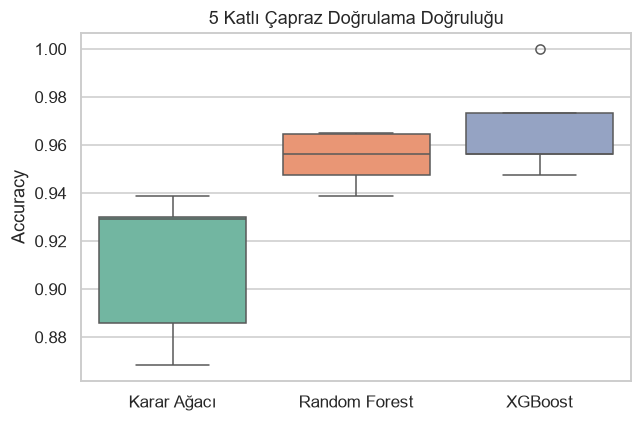 5 Katlı Çapraz Doğrulama Doğruluğu
Accuracy
1.00
0.98
0.96
0.94
0.92
0.90
0.88
Karar Ağacı
Random Forest
XGBoost